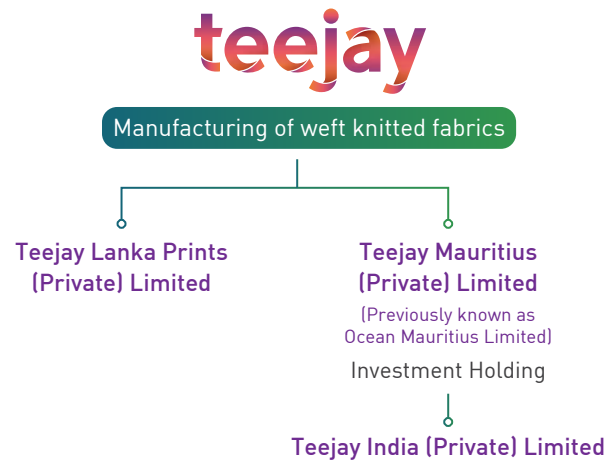 teejay
Manufacturing of weft knitted fabrics
Teejay Lanka Prints
(Private) Limited
Teejay Mauritius
(Private) Limited
(Previously known as
Ocean Mauritius Limited)
Investment Holding
Teejay India (Private) Limited